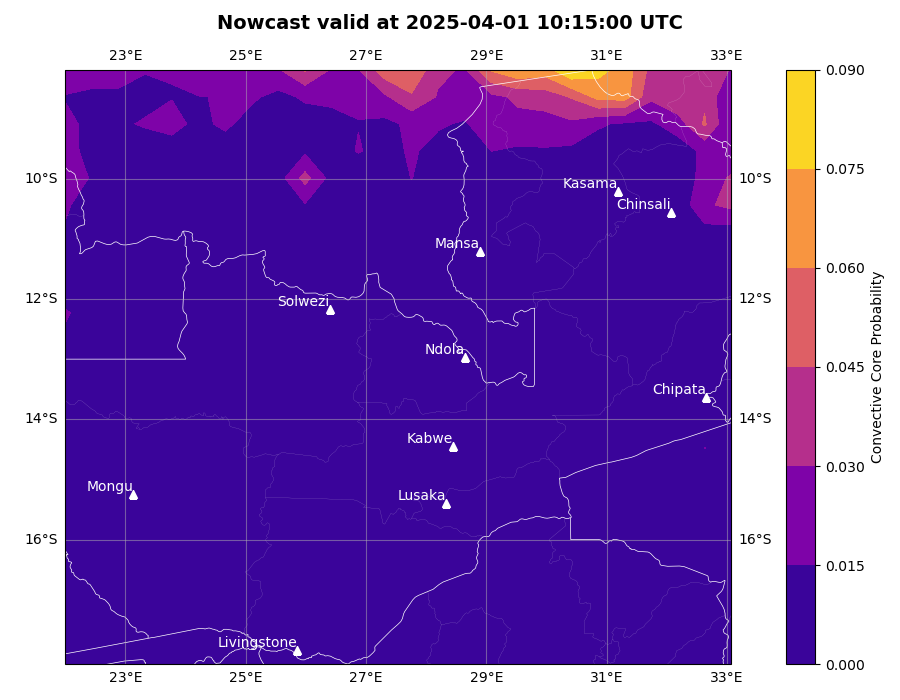 Nowcast valid at 2025-04-01 10:15:00 UTC
23°E 25°E 27°E 29°E 31°E 33°E
0.090
0.075
10°S Kasama 10°S
Chinsali
Mansa
0.060
12°S Solwezi 12°S
0.045
Ndola
Chipata
14°S 14°S
Kabwe
0.030
Mongu
Lusaka
16°S 16°S
0.015
Livingstone
0.000
23°E 25°E 27°E 29°E 31°E 33°E
Convective Core Probability